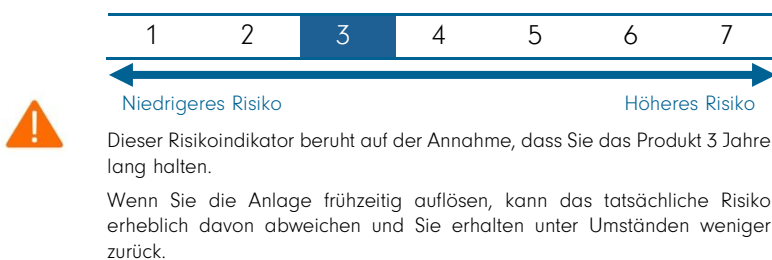 1 2 3 4 5 6 7
Niedrigeres Risiko Höheres Risiko
Dieser Risikoindikator beruht auf der Annahme, dass Sie das Produkt 3 Jahre
lang halten.
Wenn Sie die Anlage frühzeitig auflösen, kann das tatsächliche Risiko
erheblich davon abweichen und Sie erhalten unter Umständen weniger
zurück.